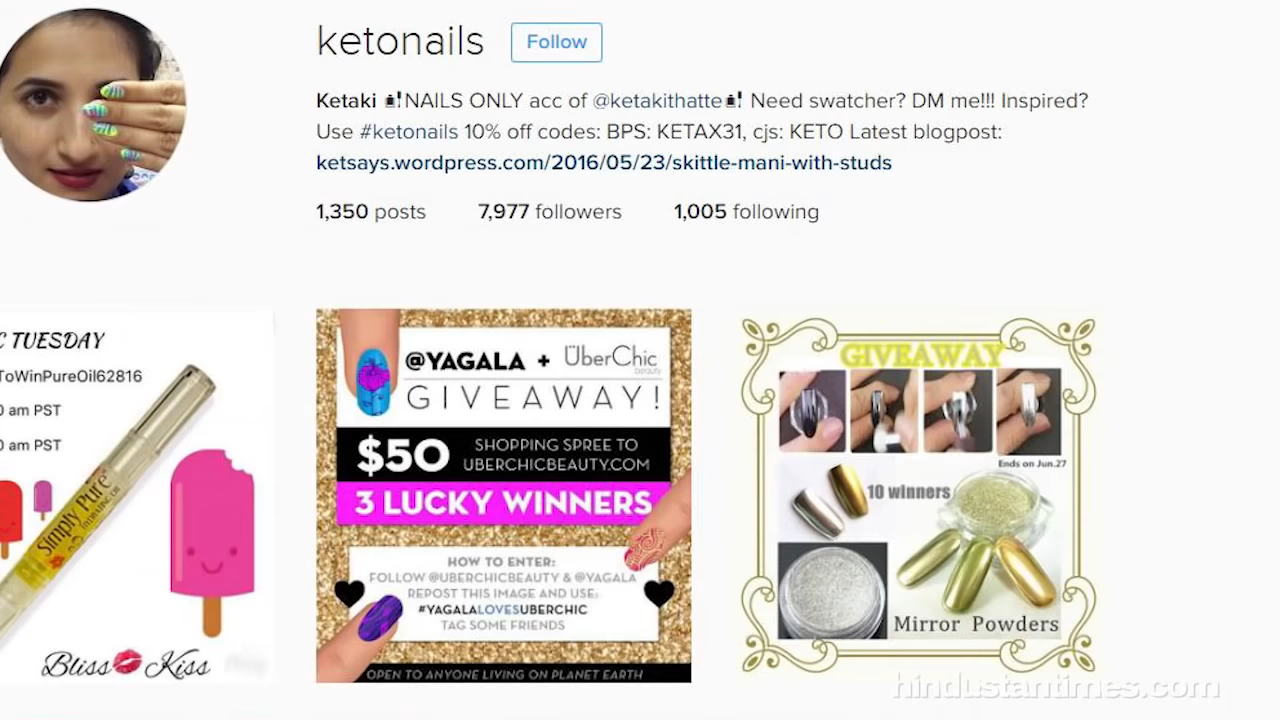 ketonails Follow
Ketaki NAILS ONLY acc of @ketakithatte Need swatcher? DM me!!! Inspired?
Use #ketonails 10% off codes: BPS: KETAX31, cjs: KETO Latest blogpost:
ketsays.wordpress.com/2016/05/23/skittle-mani-with-studs
1,350 posts 7,977 followers 1,005 following
C TUESDAY
ToWinPureOil62816
0 am PST
0 am PST
Simply Pure
Bliss Kiss
@YAGALA + ÜberChic
beauty
GIVEAWAY!
$50 SHOPPING SPREE TO
UBERCHICBEAUTY.COM
3 LUCKY WINNERS
HOW TO ENTER:
FOLLOW @UBERCHICBEAUTY & @YAGALA
REPOST THIS IMAGE AND USE:
#YAGALALOVESUBERCHIC
TAG SOME FRIENDS
OPEN TO ANYONE LIVING ON PLANET EARTH
GIVEAWAY
Ends on Jun.27
10 winners
Mirror Powders
hindustantimes.com